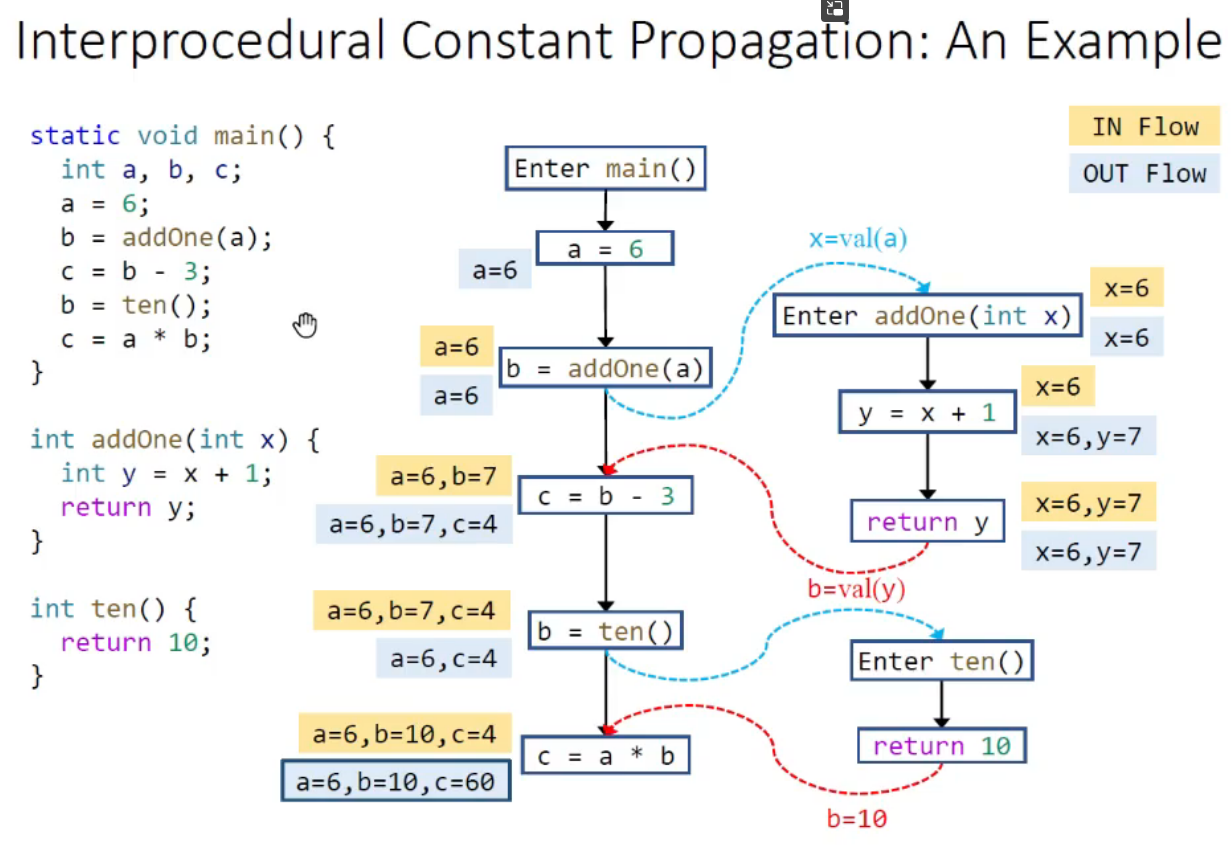 Interprocedural Constant Propagation: An Example
static void main() {
int a, b, c;
a = 6;
b = addOne(a);
c = b - 3;
b = ten();
c = a * b;
}
int addOne(int x) {
int y = x + 1;
return y;
}
int ten() {
return 10;
}
IN Flow
OUT Flow
Enter main()
a = 6
a=6
a=6
b = addOne(a)
a=6
a=6,b=7
c = b - 3
a=6,b=7,c=4
a=6,b=7,c=4
b = ten()
a=6,c=4
a=6,b=10,c=4
c = a * b
a=6,b=10,c=60
x=val(a)
Enter addOne(int x)
x=6
x=6
y = x + 1
x=6
x=6,y=7
return y
x=6,y=7
x=6,y=7
b=val(y)
Enter ten()
return 10
b=10